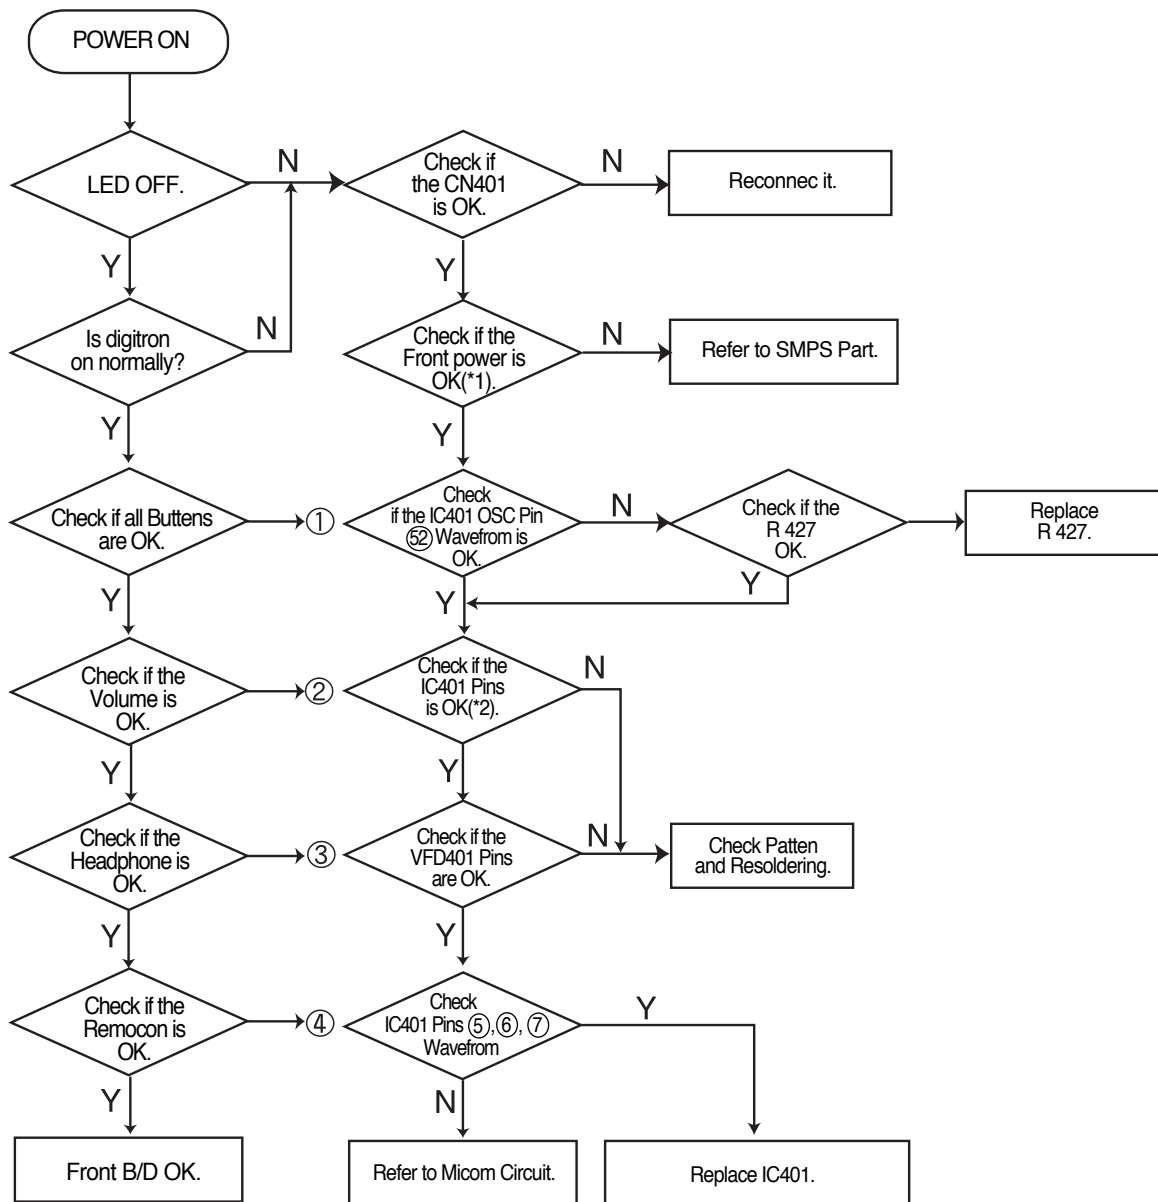 POWER ON
LED OFF.
N
Check if
the CN401
is OK.
N
Reconnec it.
Y
Y
Is digitron
on normally?
N
Check if the
Front power is
OK(*1).
N
Refer to SMPS Part.
Y
Y
Check if all Buttens
are OK.
①
Check
if the IC401 OSC Pin
52 Wavefrom is
OK.
N
Check if the
R 427
OK.
Replace
R 427.
Y
Y
Y
Check if the
Volume is
OK.
②
Check if the
IC401 Pins
is OK(*2).
N
Y
Y
Check if the
Headphone is
OK.
③
Check if the
VFD401 Pins
are OK.
N
Check Patten
and Resoldering.
Y
Y
Check if the
Remocon is
OK.
④
Check
IC401 Pins ⑤,⑥,⑦
Wavefrom
Y
Y
N
Front B/D OK.
Refer to Micom Circuit.
Replace IC401.